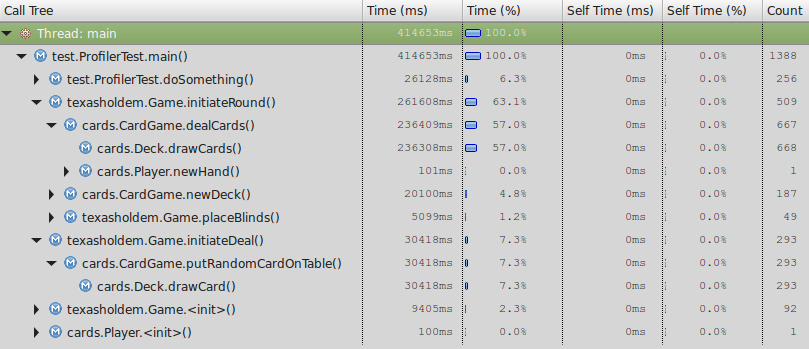 Call Tree Time (ms) Time (%) Self Time (ms) Self Time (%) Count
Thread: main 414653ms 100.0%
test.ProfilerTest.main() 414653ms 100.0% 0ms 0.0% 1388
test.ProfilerTest.doSomething() 26128ms 6.3% 0ms 0.0% 256
texasholdem.Game.initiateRound() 261608ms 63.1% 0ms 0.0% 509
cards.CardGame.dealCards() 236409ms 57.0% 0ms 0.0% 667
cards.Deck.drawCards() 236308ms 57.0% 0ms 0.0% 668
cards.Player.newHand() 101ms 0.0% 0ms 0.0% 1
cards.CardGame.newDeck() 20100ms 4.8% 0ms 0.0% 187
texasholdem.Game.placeBlinds() 5099ms 1.2% 0ms 0.0% 49
texasholdem.Game.initiateDeal() 30418ms 7.3% 0ms 0.0% 293
cards.CardGame.putRandomCardOnTable() 30418ms 7.3% 0ms 0.0% 293
cards.Deck.drawCard() 30418ms 7.3% 0ms 0.0% 293
texasholdem.Game.<init>() 9405ms 2.3% 0ms 0.0% 92
cards.Player.<init>() 100ms 0.0% 0ms 0.0% 1